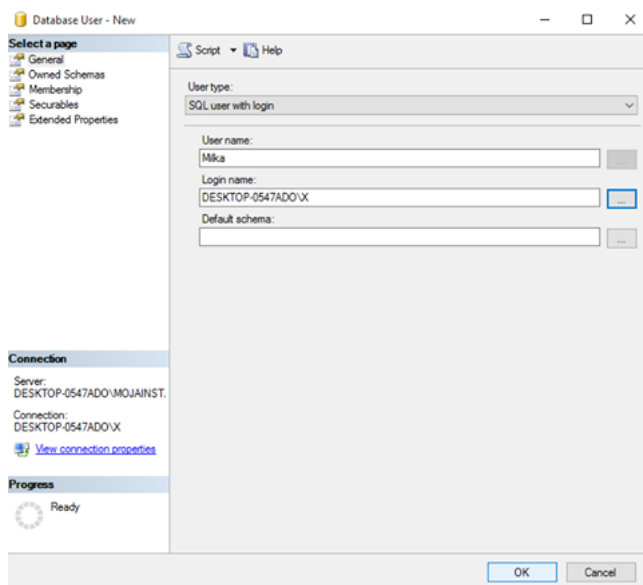 Database User - New
Select a page
General
Owned Schemas
Membership
Securables
Extended Properties
Script Help
User type:
SQL user with login
User name:
Milka
...
Login name:
DESKTOP-0547ADO\X
...
Default schema:
...
Connection
Server:
DESKTOP-0547ADO\MOJAINST.
Connection:
DESKTOP-0547ADO\X
View connection properties
Progress
Ready
OK Cancel